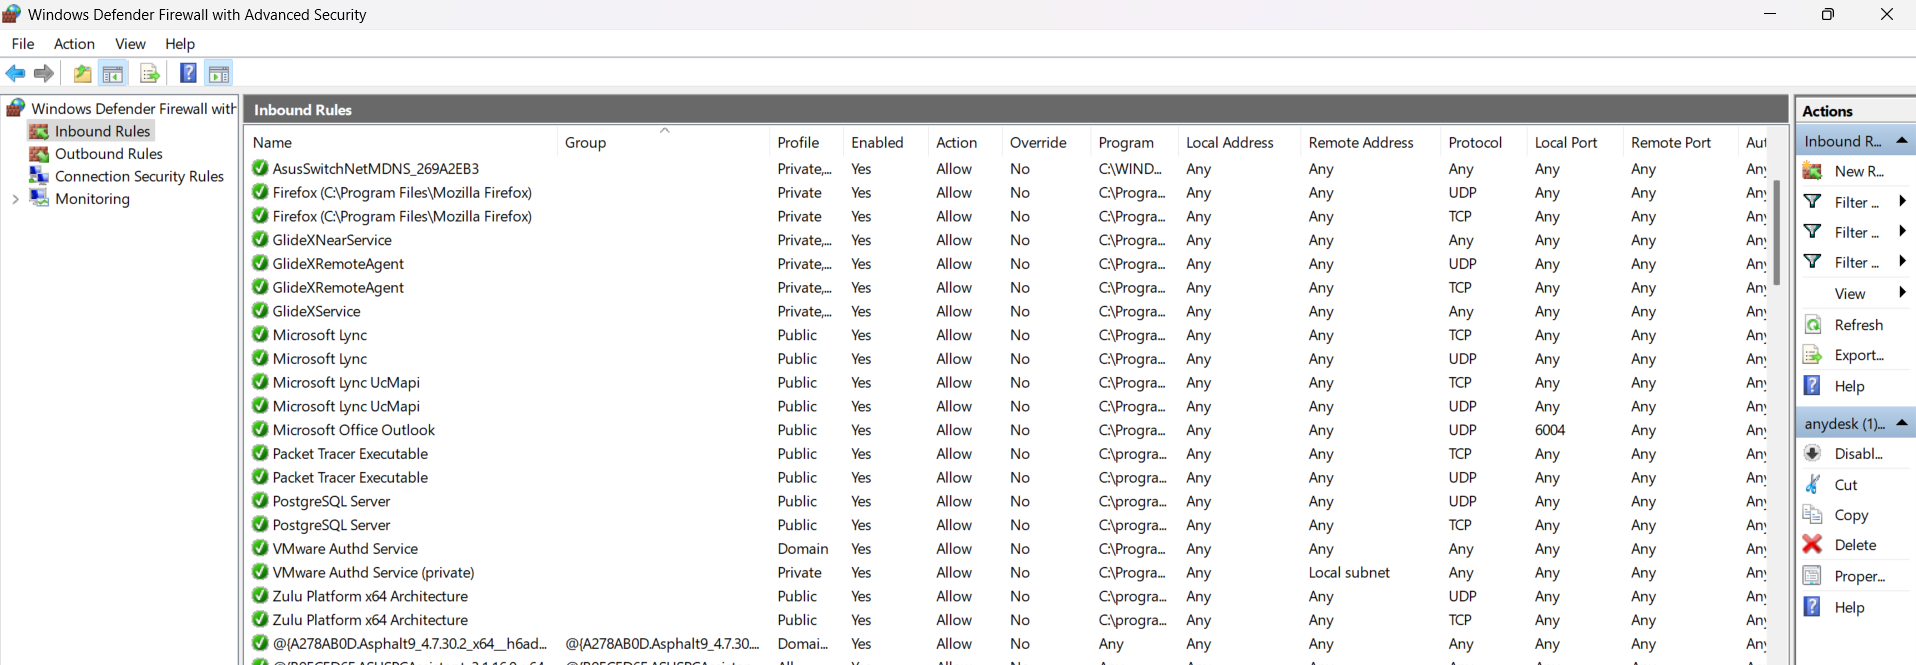 Windows Defender Firewall with Advanced Security
File Action View Help
Windows Defender Firewall with
Inbound Rules
Outbound Rules
Connection Security Rules
Monitoring
Inbound Rules
Name Group Profile Enabled Action Override Program Local Address Remote Address Protocol Local Port Remote Port Aut
AsusSwitchNetMDNS_269A2EB3 Private,... Yes Allow No C:\WIND... Any Any Any Any Any Any
Firefox (C:\Program Files\Mozilla Firefox) Private Yes Allow No C:\Progra... Any Any UDP Any Any Any
Firefox (C:\Program Files\Mozilla Firefox) Private Yes Allow No C:\Progra... Any Any TCP Any Any Any
GlideXNearService Private,... Yes Allow No C:\Progra... Any Any Any Any Any Any
GlideXRemoteAgent Private,... Yes Allow No C:\Progra... Any Any UDP Any Any Any
GlideXRemoteAgent Private,... Yes Allow No C:\Progra... Any Any TCP Any Any Any
GlideXService Private,... Yes Allow No C:\Progra... Any Any Any Any Any Any
Microsoft Lync Public Yes Allow No C:\Progra... Any Any TCP Any Any Any
Microsoft Lync Public Yes Allow No C:\Progra... Any Any UDP Any Any Any
Microsoft Lync UcMapi Public Yes Allow No C:\Progra... Any Any TCP Any Any Any
Microsoft Lync UcMapi Public Yes Allow No C:\Progra... Any Any UDP Any Any Any
Microsoft Office Outlook Public Yes Allow No C:\Progra... Any Any UDP 6004 Any Any
Packet Tracer Executable Public Yes Allow No C:\progra... Any Any TCP Any Any Any
Packet Tracer Executable Public Yes Allow No C:\progra... Any Any UDP Any Any Any
PostgreSQL Server Public Yes Allow No C:\progra... Any Any UDP Any Any Any
PostgreSQL Server Public Yes Allow No C:\progra... Any Any TCP Any Any Any
VMware Authd Service Domain Yes Allow No C:\Progra... Any Any Any Any Any Any
VMware Authd Service (private) Private Yes Allow No C:\Progra... Any Local subnet Any Any Any Any
Zulu Platform x64 Architecture Public Yes Allow No C:\progra... Any Any UDP Any Any Any
Zulu Platform x64 Architecture Public Yes Allow No C:\progra... Any Any TCP Any Any Any
@{A278AB0D.Asphalt9_4.7.30.2_x64__h6ad... @{A278AB0D.Asphalt9_4.7.30.... Domai... Yes Allow No Any Any Any Any Any Any Any
Actions
Inbound R...
New R...
Filter ...
Filter ...
Filter ...
View
Refresh
Export...
Help
anydesk (1)...
Disabl...
Cut
Copy
Delete
Proper...
Help